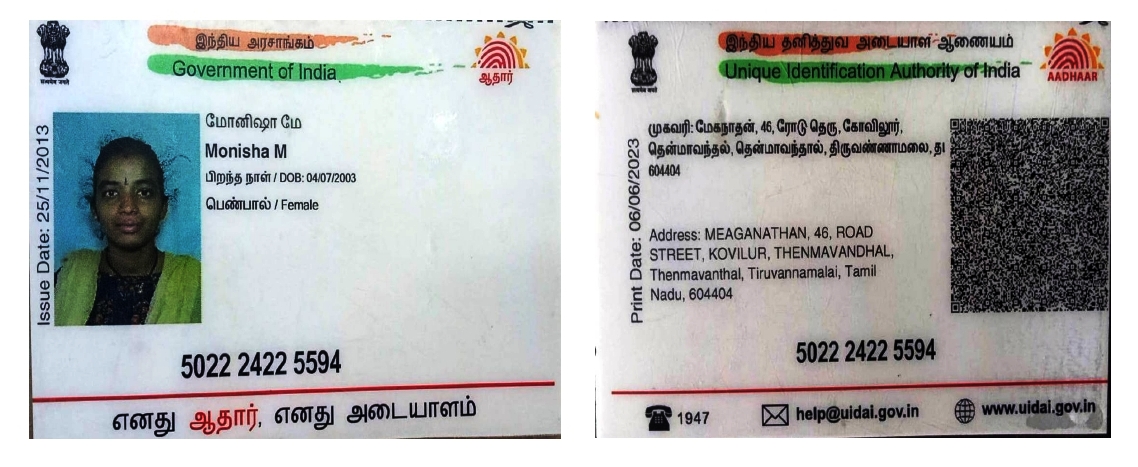 இந்திய அரசாங்கம்
Government of India
ஆதார்
Issue Date: 25/11/2013
மோனிஷா மே
Monisha M
பிறந்த நாள் / DOB: 04/07/2003
பெண்பால் / Female
5022 2422 5594
எனது ஆதார், எனது அடையாளம்
இந்திய தனித்துவ அடையாள ஆணையம்
Unique Identification Authority of India
AADHAAR
Print Date: 06/06/2023
முகவரி: மேகநாதன், 46, ரோடு தெரு, கோவிலூர்,
தென்மாவந்தல், தென்மாவந்தால், திருவண்ணாமலை,
604404
Address: MEAGANATHAN, 46, ROAD
STREET, KOVILUR, THENMAVANDHAL,
Thenmavanthal, Tiruvannamalai, Tamil
Nadu, 604404
5022 2422 5594
1947
help@uidai.gov.in
www.uidai.gov.in